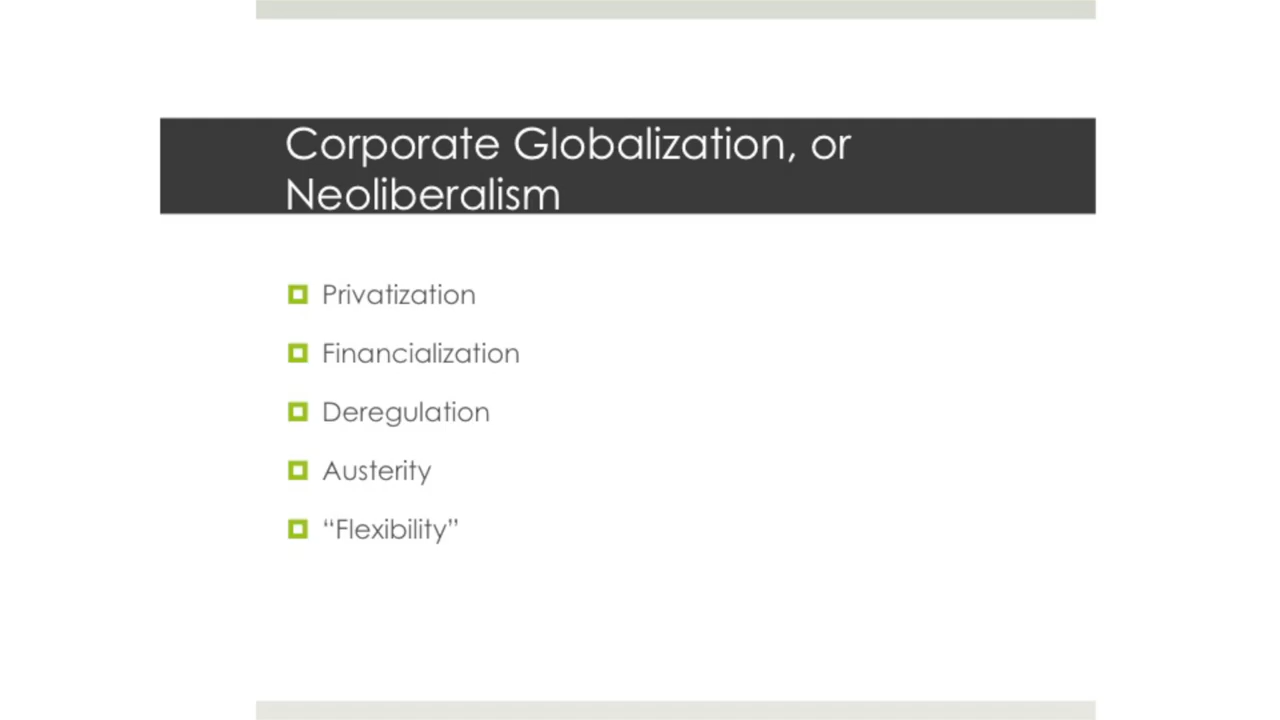 Corporate Globalization, or
Neoliberalism
Privatization
Financialization
Deregulation
Austerity
“Flexibility”